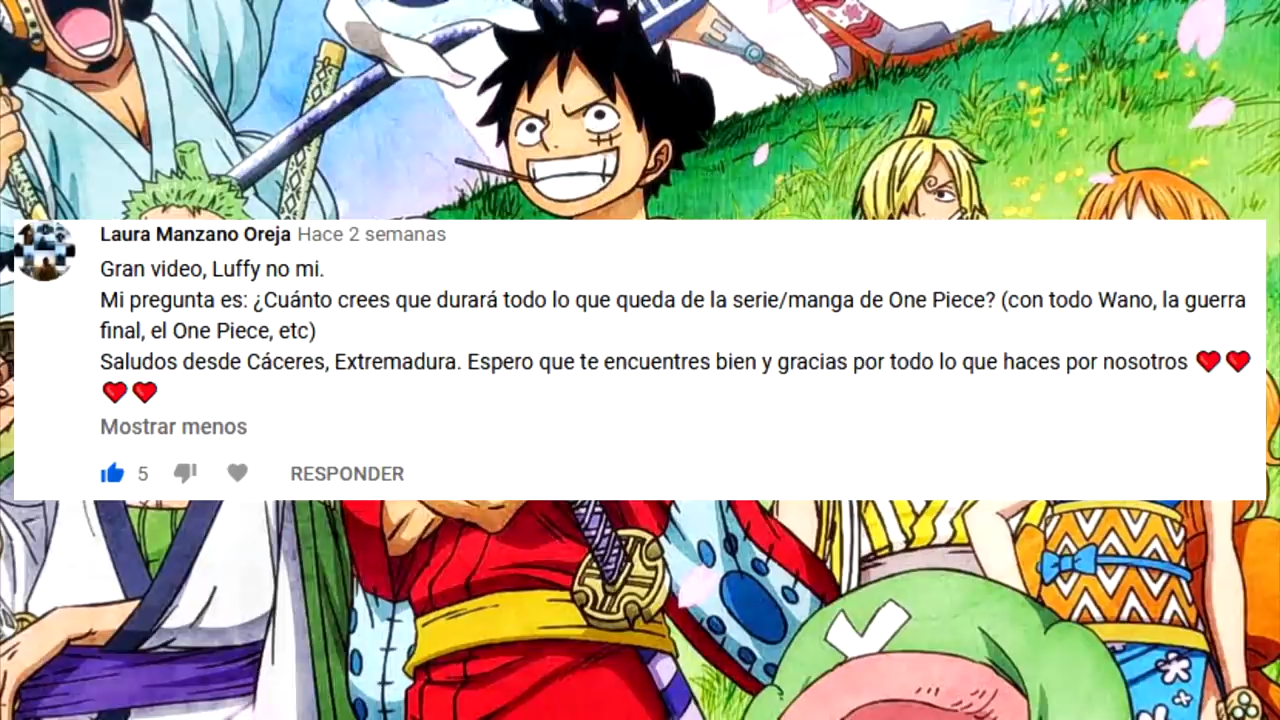 Laura Manzano Oreja Hace 2 semanas
Gran video, Luffy no mi.
Mi pregunta es: ¿Cuánto crees que durará todo lo que queda de la serie/manga de One Piece? (con todo Wano, la guerra
final, el One Piece, etc)
Saludos desde Cáceres, Extremadura. Espero que te encuentres bien y gracias por todo lo que haces por nosotros ❤️❤️
❤️❤️
Mostrar menos
5 RESPONDER